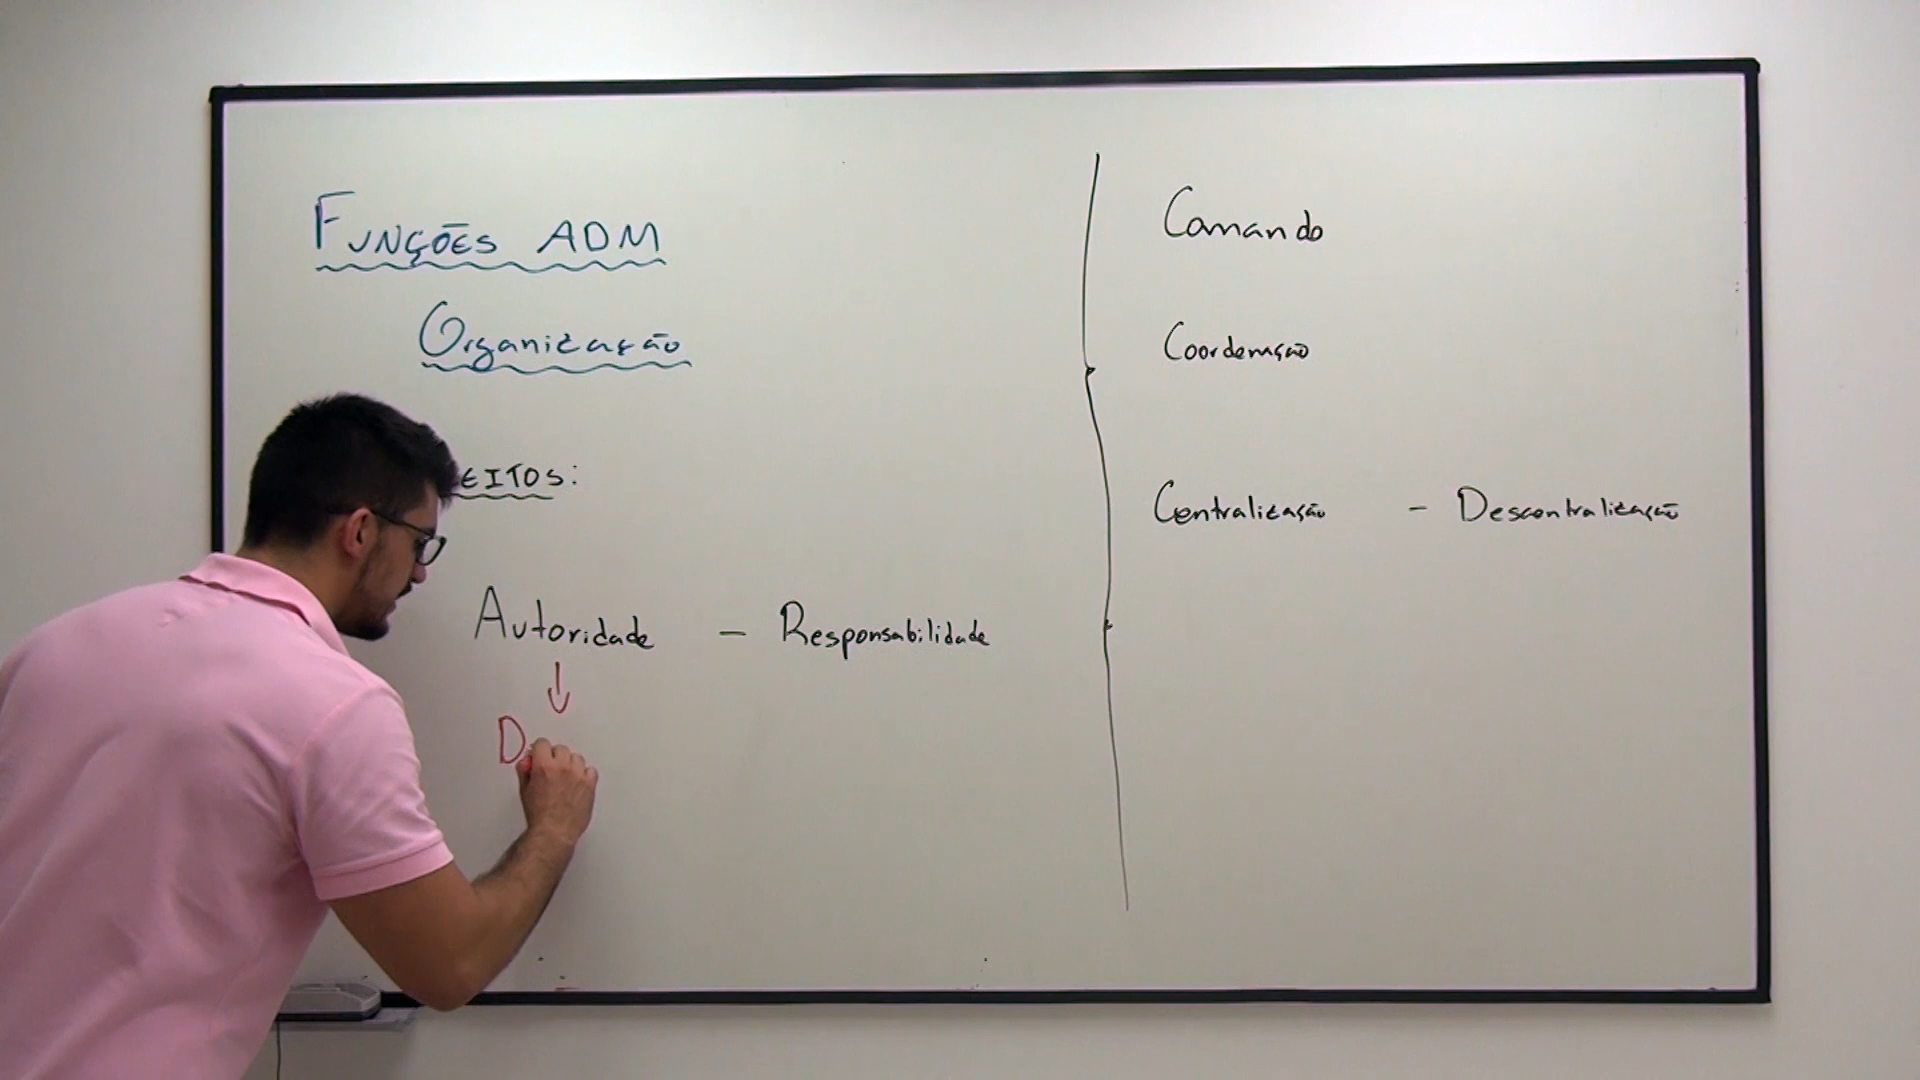 FUNÇÕES ADM
Organização
EITOS:
Autoridade - Responsabilidade
D
Comando
Coordenação
Centralização - Descentralização